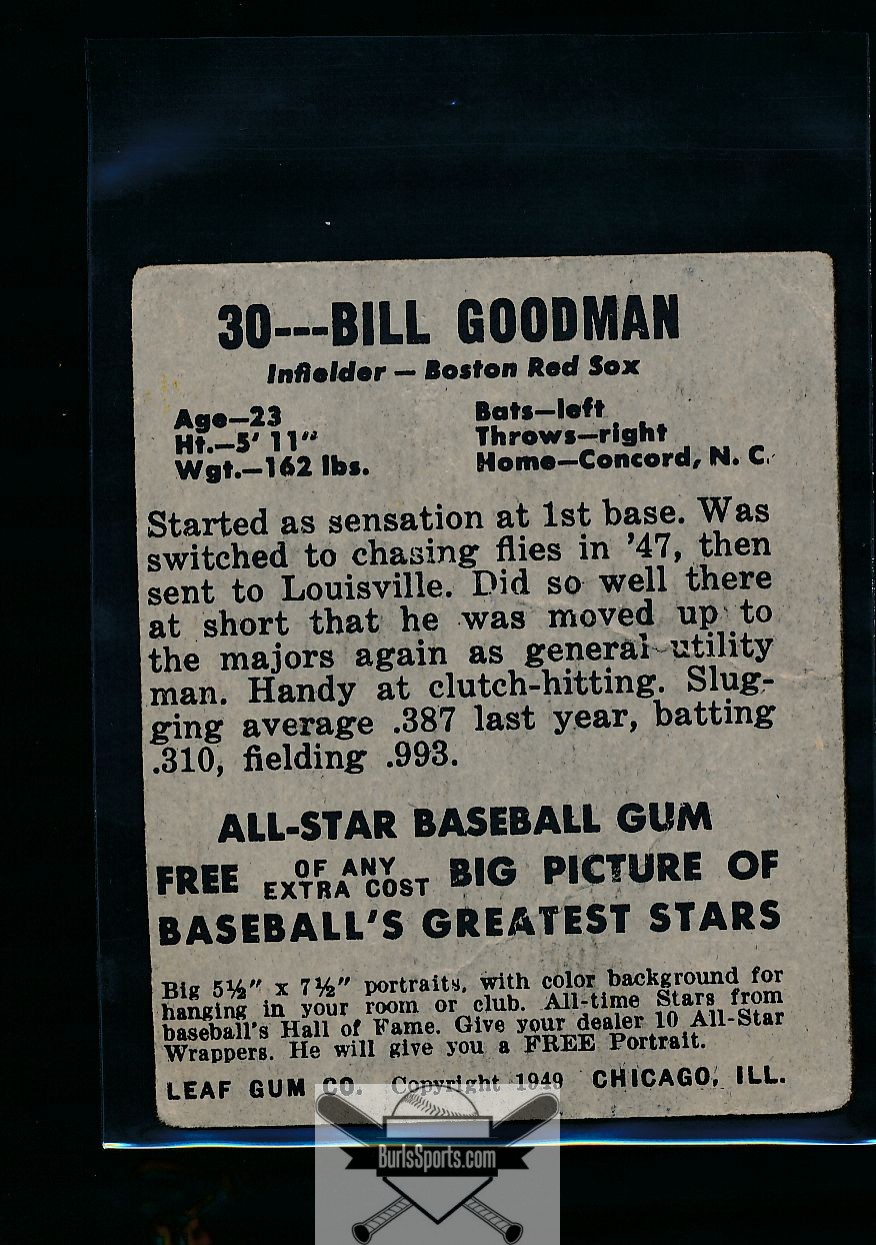 30---BILL GOODMAN
Infielder — Boston Red Sox
Age—23
Ht.—5' 11"
Wgt.—162 lbs.
Bats—left
Throws—right
Home—Concord, N. C.
Started as sensation at 1st base. Was
switched to chasing flies in '47, then
sent to Louisville. Did so well there
at short that he was moved up to
the majors again as general utility
man. Handy at clutch-hitting. Slug-
ging average .387 last year, batting
.310, fielding .993.
ALL-STAR BASEBALL GUM
FREE OF ANY EXTRA COST BIG PICTURE OF
BASEBALL'S GREATEST STARS
Big 5½" x 7½" portraits, with color background for
hanging in your room or club. All-time Stars from
baseball's Hall of Fame. Give your dealer 10 All-Star
Wrappers. He will give you a FREE Portrait.
LEAF GUM CO. Copyright 1949 CHICAGO, ILL.
BurlsSports.com